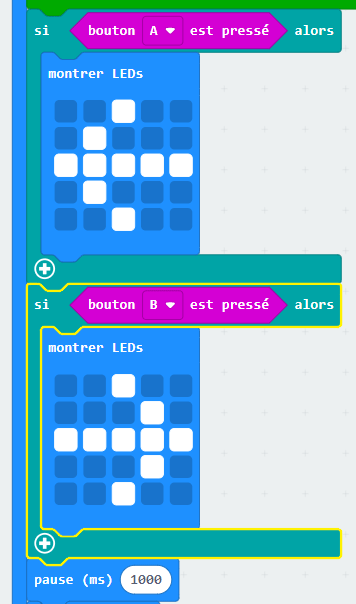 si bouton A est pressé alors
montrer LEDs
si bouton B est pressé alors
montrer LEDs
pause (ms) 1000